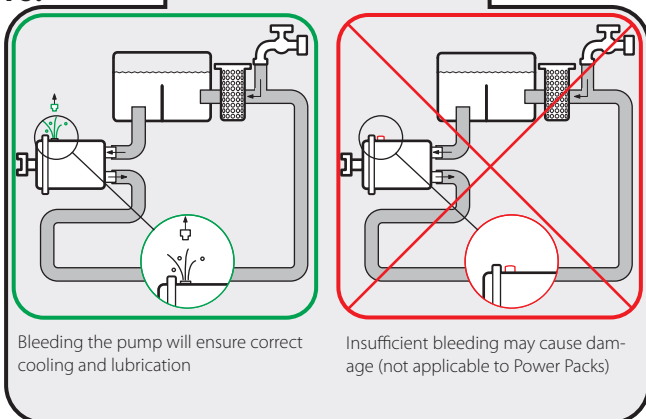 Bleeding the pump will ensure correct
cooling and lubrication
Insufficient bleeding may cause dam-
age (not applicable to Power Packs)